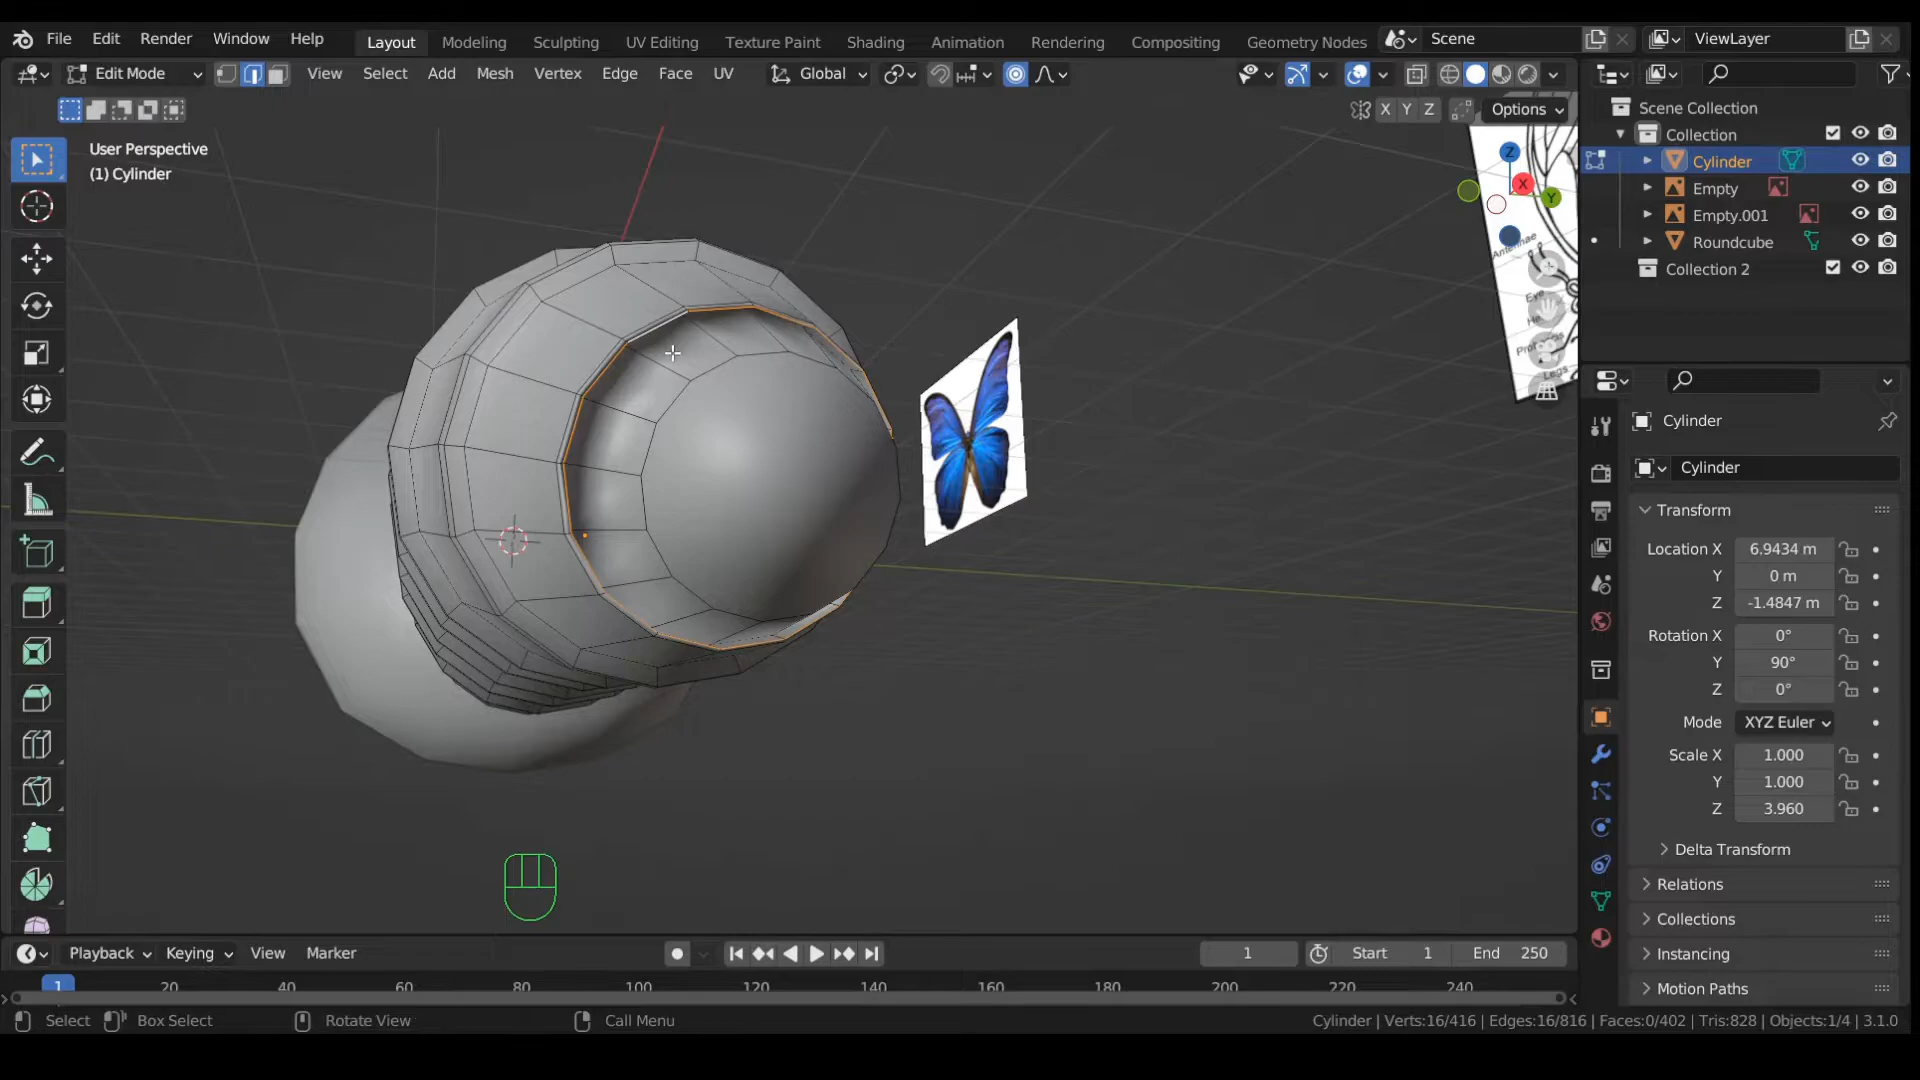 File Edit Render Window Help Layout Modeling Sculpting UV Editing Texture Paint Shading Animation Rendering Compositing Geometry Nodes Scene ViewLayer
Edit Mode View Select Add Mesh Vertex Edge Face UV Global
X Y Z Options
User Perspective
(1) Cylinder
Z
X
Y
Antennae
Eye
Legs
Scene Collection
Collection
Cylinder
Empty
Empty.001
Roundcube
Collection 2
Cylinder
Cylinder
Transform
Location X 6.9434 m
Y 0 m
Z -1.4847 m
Rotation X 0°
Y 90°
Z 0°
Mode XYZ Euler
Scale X 1.000
Y 1.000
Z 3.960
Delta Transform
Relations
Collections
Instancing
Motion Paths
Playback Keying View Marker 1 Start 1 End 250
1 20 40 60 80 100 120 140 160 180 200 220 240
Select Box Select Rotate View Call Menu Cylinder | Verts:16/416 | Edges:16/816 | Faces:0/402 | Tris:828 | Objects:1/4 | 3.1.0